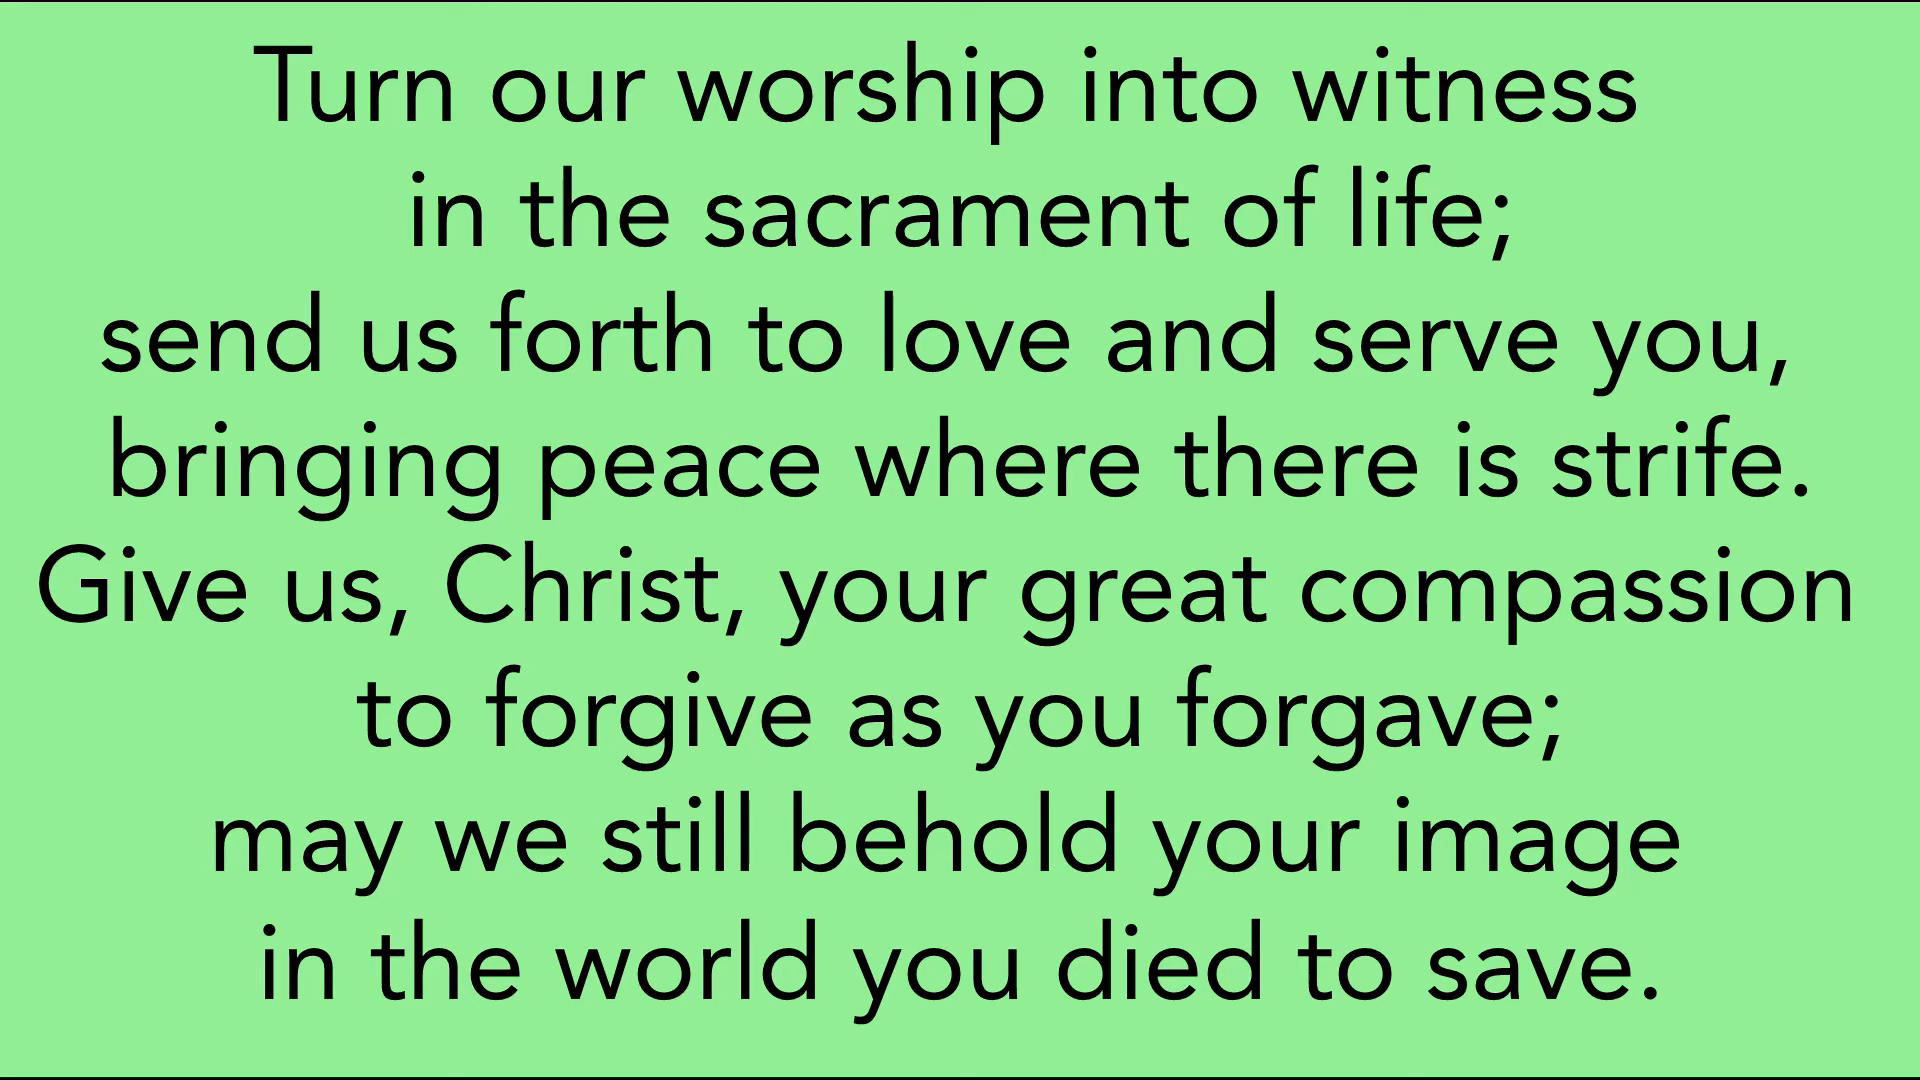 Turn our worship into witness
in the sacrament of life;
send us forth to love and serve you,
bringing peace where there is strife.
Give us, Christ, your great compassion
to forgive as you forgave;
may we still behold your image
in the world you died to save.